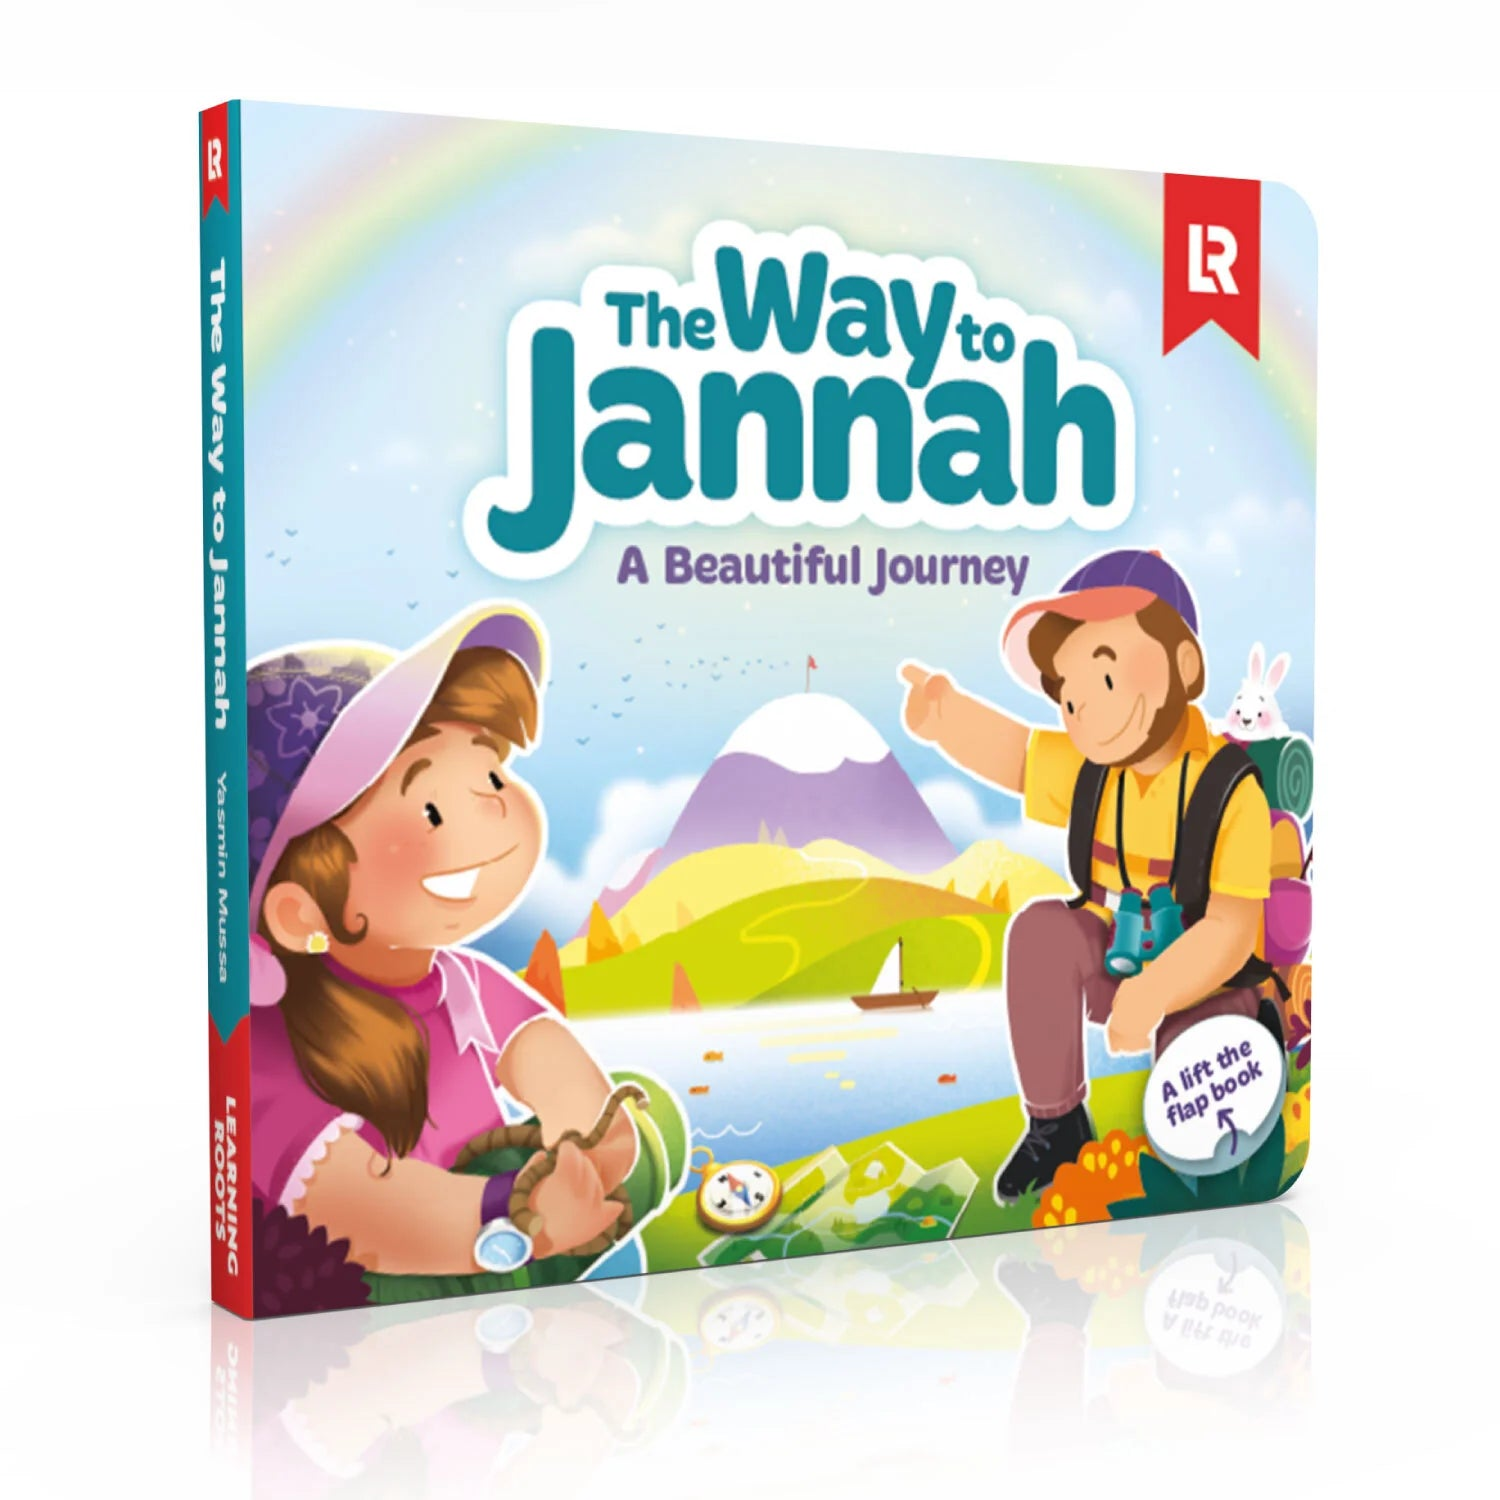 The Way to
Jannah
A Beautiful Journey
LR
A lift the
flap book
LR
The Way to Jannah Yasmin Mussa
LEARNING
ROOTS